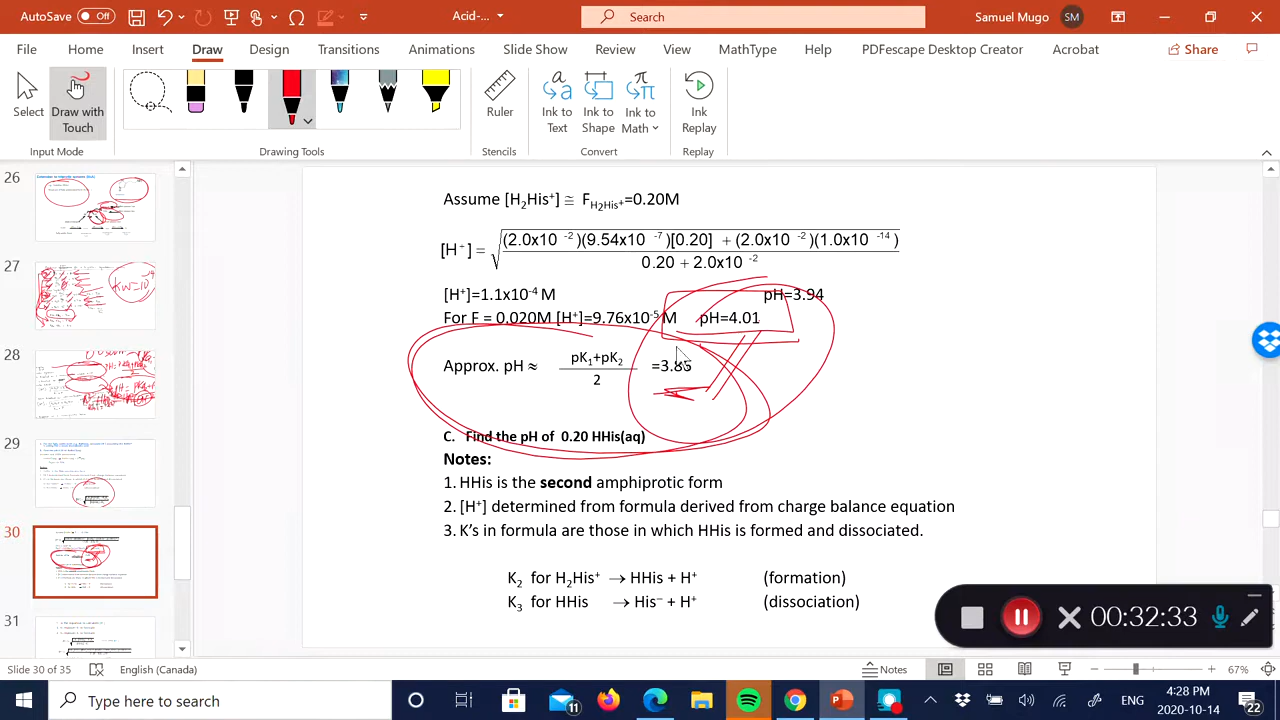 AutoSave Off Acid-... Search Samuel Mugo SM
File Home Insert Draw Design Transitions Animations Slide Show Review View MathType Help PDFescape Desktop Creator Acrobat Share
Select Draw with Touch Ruler Ink to Text Ink to Shape Ink to Math Ink Replay
Input Mode Drawing Tools Stencils Convert Replay
26
27
28
29
30
31
Assume [H₂His⁺] ≅ F_H₂His⁺=0.20M
[H⁺] = √((2.0x10⁻²)(9.54x10⁻⁷)[0.20] + (2.0x10⁻²)(1.0x10⁻¹⁴) / 0.20 + 2.0x10⁻²)
[H⁺]=1.1x10⁻⁴ M pH=3.94
For F = 0.020M [H⁺]=9.76x10⁻⁵ M pH=4.01
Approx. pH ≈ pK₁+pK₂ / 2 =3.86
C. Find the pH of 0.20 HHis(aq)
Notes:
1. HHis is the second amphiprotic form
2. [H⁺] determined from formula derived from charge balance equation
3. K's in formula are those in which HHis is formed and dissociated.
K₂ for H₂His⁺ → HHis + H⁺ (formation)
K₃ for HHis → His⁻ + H⁺ (dissociation)
00:32:33
Slide 30 of 35 English (Canada) Notes 67%
Type here to search 11 ENG 4:28 PM 2020-10-14 22